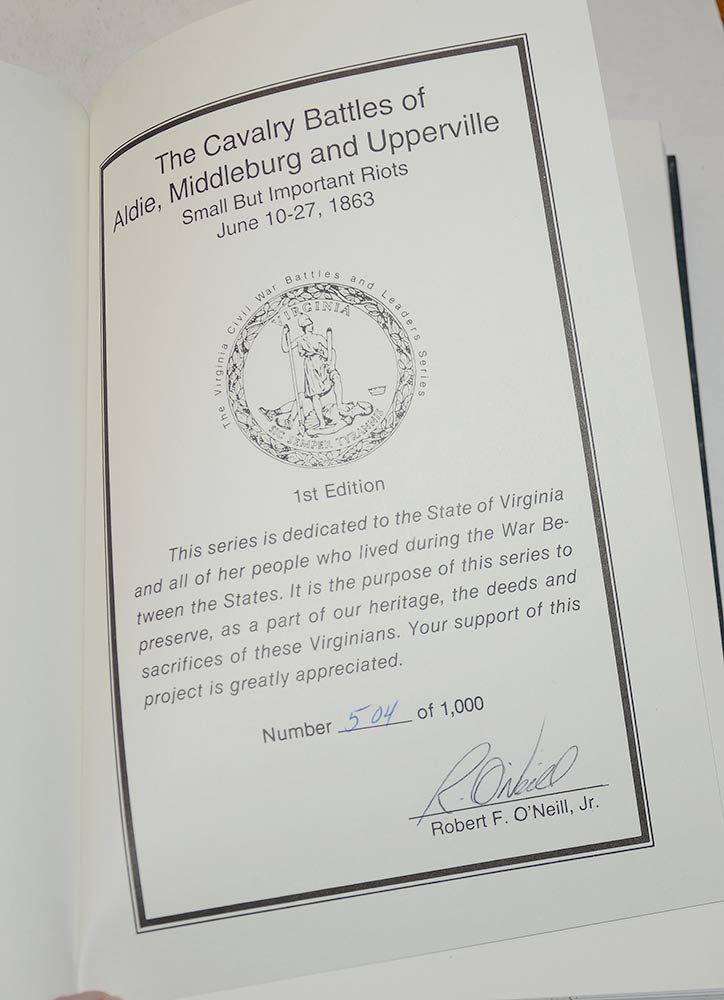 The Cavalry Battles of
Aldie, Middleburg and Upperville
Small But Important Riots
June 10-27, 1863
The Virginia Civil War Battles and Leaders Series
VIRGINIA
SIC SEMPER TYRANNIS
1st Edition
This series is dedicated to the State of Virginia
and all of her people who lived during the War Be-
tween the States. It is the purpose of this series to
preserve, as a part of our heritage, the deeds and
sacrifices of these Virginians. Your support of this
project is greatly appreciated.
Number 504 of 1,000
R. O'Neill
Robert F. O'Neill, Jr.